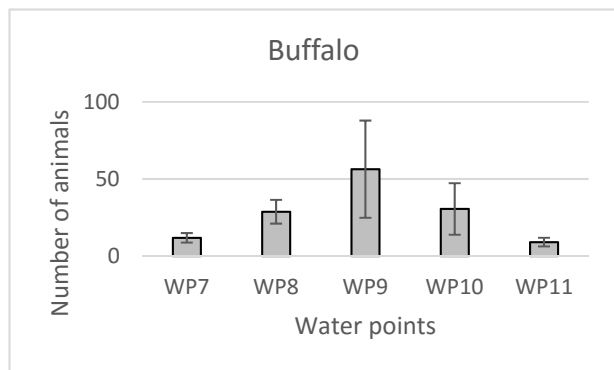 Buffalo
Number of animals
100
50
0
WP7 WP8 WP9 WP10 WP11
Water points